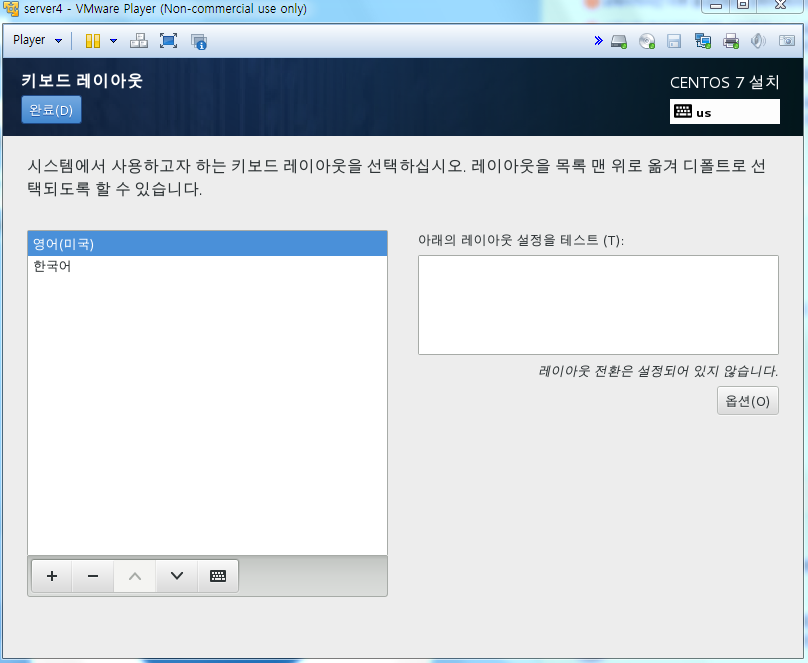 server4 - VMware Player (Non-commercial use only)
Player
키보드 레이아웃
CENTOS 7 설치
완료(D)
us
시스템에서 사용하고자 하는 키보드 레이아웃을 선택하십시오. 레이아웃을 목록 맨 위로 옮겨 디폴트로 선
택되도록 할 수 있습니다.
영어(미국)
한국어
아래의 레이아웃 설정을 테스트 (T):
레이아웃 전환은 설정되어 있지 않습니다.
옵션(O)